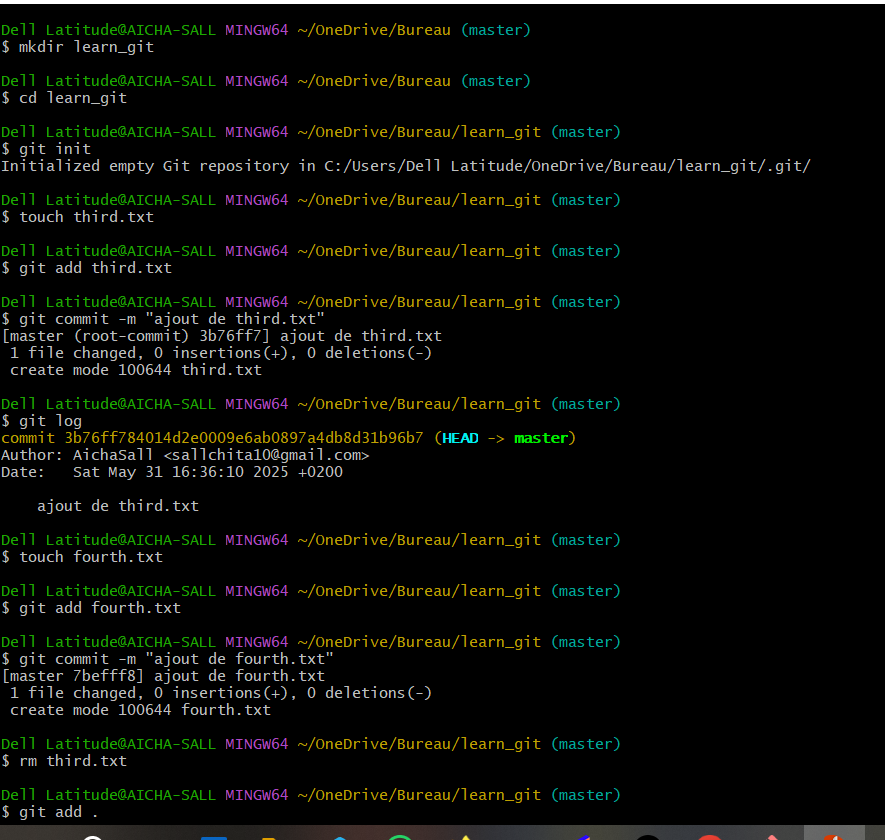 Dell Latitude@AICHA-SALL MINGW64 ~/OneDrive/Bureau (master)
$ mkdir learn_git
Dell Latitude@AICHA-SALL MINGW64 ~/OneDrive/Bureau (master)
$ cd learn_git
Dell Latitude@AICHA-SALL MINGW64 ~/OneDrive/Bureau/learn_git (master)
$ git init
Initialized empty Git repository in C:/Users/Dell Latitude/OneDrive/Bureau/learn_git/.git/
Dell Latitude@AICHA-SALL MINGW64 ~/OneDrive/Bureau/learn_git (master)
$ touch third.txt
Dell Latitude@AICHA-SALL MINGW64 ~/OneDrive/Bureau/learn_git (master)
$ git add third.txt
Dell Latitude@AICHA-SALL MINGW64 ~/OneDrive/Bureau/learn_git (master)
$ git commit -m "ajout de third.txt"
[master (root-commit) 3b76ff7] ajout de third.txt
 1 file changed, 0 insertions(+), 0 deletions(-)
 create mode 100644 third.txt
Dell Latitude@AICHA-SALL MINGW64 ~/OneDrive/Bureau/learn_git (master)
$ git log
commit 3b76ff784014d2e0009e6ab0897a4db8d31b96b7 (HEAD -> master)
Author: AichaSall <sallchita10@gmail.com>
Date:   Sat May 31 16:36:10 2025 +0200
    ajout de third.txt
Dell Latitude@AICHA-SALL MINGW64 ~/OneDrive/Bureau/learn_git (master)
$ touch fourth.txt
Dell Latitude@AICHA-SALL MINGW64 ~/OneDrive/Bureau/learn_git (master)
$ git add fourth.txt
Dell Latitude@AICHA-SALL MINGW64 ~/OneDrive/Bureau/learn_git (master)
$ git commit -m "ajout de fourth.txt"
[master 7befff8] ajout de fourth.txt
 1 file changed, 0 insertions(+), 0 deletions(-)
 create mode 100644 fourth.txt
Dell Latitude@AICHA-SALL MINGW64 ~/OneDrive/Bureau/learn_git (master)
$ rm third.txt
Dell Latitude@AICHA-SALL MINGW64 ~/OneDrive/Bureau/learn_git (master)
$ git add .